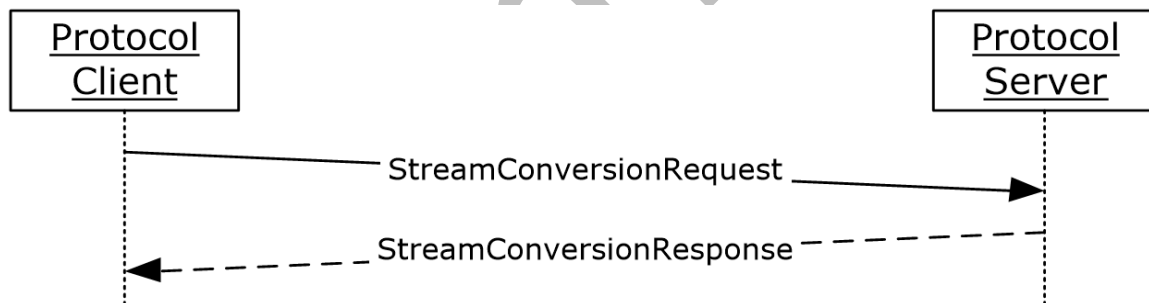 Protocol
Client
Protocol
Server
StreamConversionRequest
StreamConversionResponse